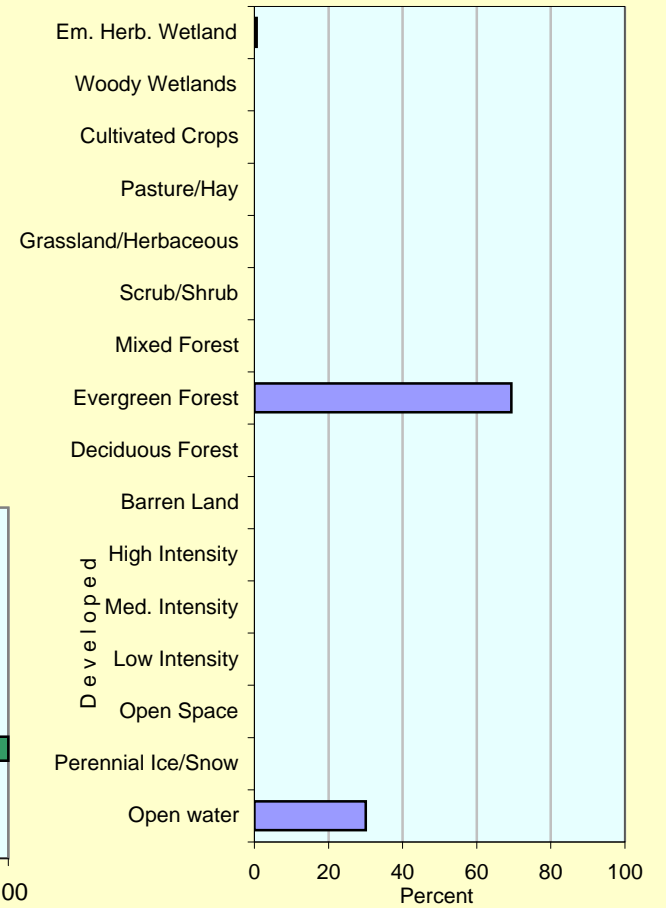 Em. Herb. Wetland
Woody Wetlands
Cultivated Crops
Pasture/Hay
Grassland/Herbaceous
Scrub/Shrub
Mixed Forest
Evergreen Forest
Deciduous Forest
Barren Land
Developed
High Intensity
Med. Intensity
Low Intensity
Open Space
Perennial Ice/Snow
Open water
0 20 40 60 80 100
Percent
00